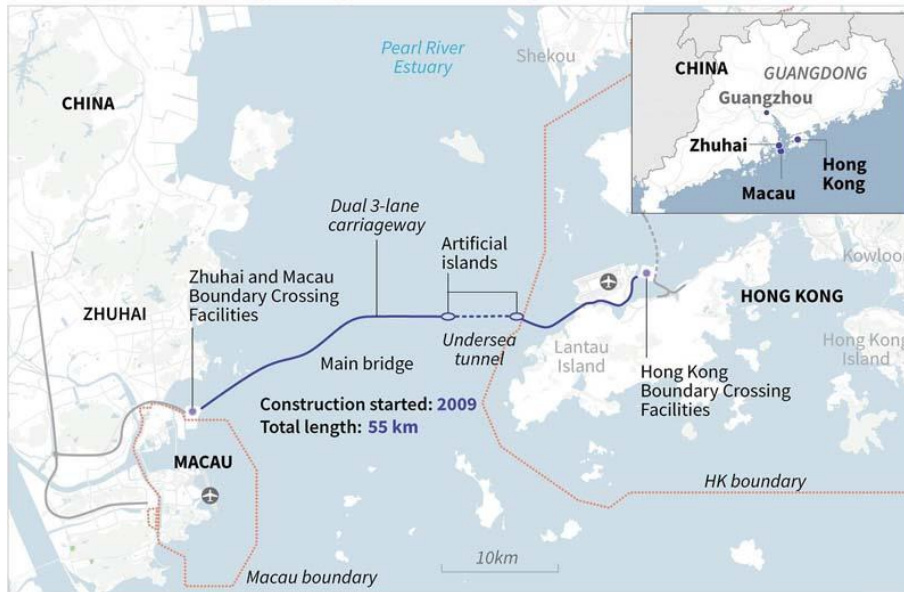 Pearl River
Estuary
Shekou
CHINA
CHINA
GUANGDONG
Guangzhou
Zhuhai
Macau
Hong
Kong
Dual 3-lane
carriageway
Artificial
islands
Kowloon
Zhuhai and Macau
Boundary Crossing
Facilities
ZHUHAI
HONG KONG
Main bridge
Undersea
tunnel
Lantau
Island
Hong Kong
Island
Hong Kong
Boundary Crossing
Facilities
Construction started: 2009
Total length: 55 km
MACAU
HK boundary
10km
Macau boundary